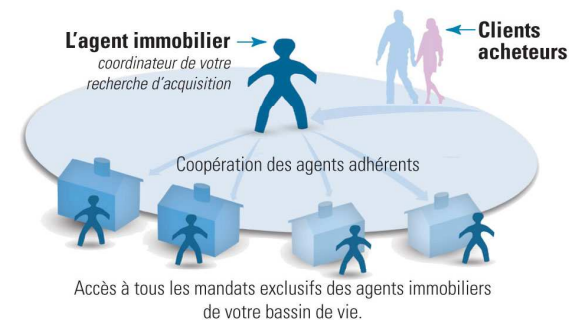 L'agent immobilier
coordinateur de votre
recherche d'acquisition
Clients
acheteurs
Coopération des agents adhérents
Accès à tous les mandats exclusifs des agents immobiliers
de votre bassin de vie.